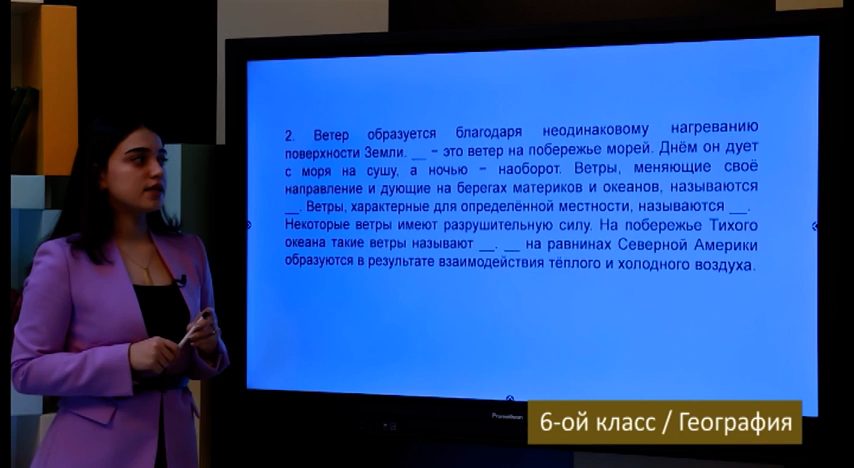 2. Ветер образуется благодаря неодинаковому нагреванию
поверхности Земли. __ – это ветер на побережье морей. Днём он дует
с моря на сушу, а ночью – наоборот. Ветры, меняющие своё
направление и дующие на берегах материков и океанов, называются
__. Ветры, характерные для определённой местности, называются __.
Некоторые ветры имеют разрушительную силу. На побережье Тихого
океана такие ветры называют __. __ на равнинах Северной Америки
образуются в результате взаимодействия тёплого и холодного воздуха.
Promethean
6-ой класс / География